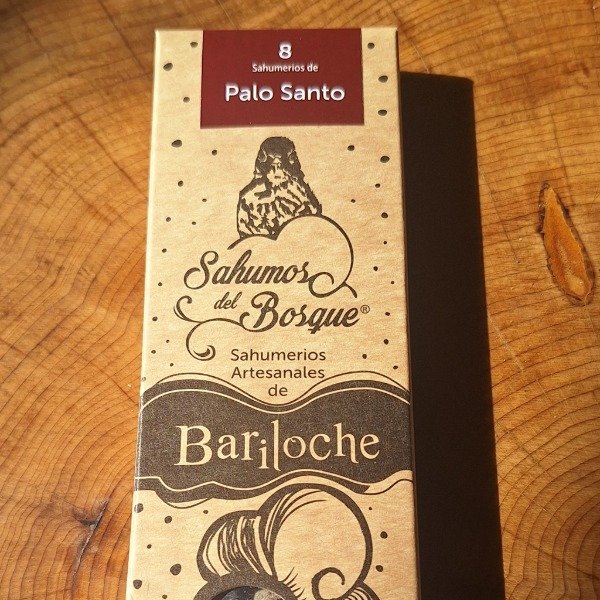 8
Sahumerios de
Palo Santo
Sahumos
del Bosque®
Sahumerios
Artesanales
de
Bariloche